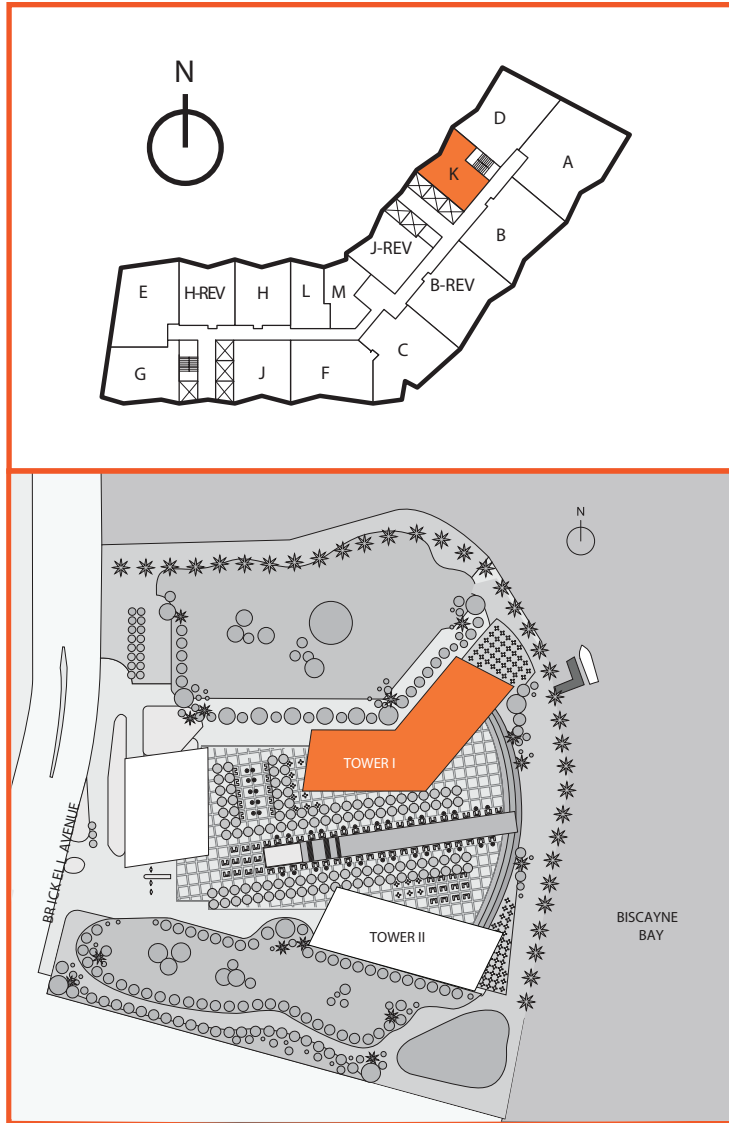 N
D
A
K
B
J-REV
B-REV
E
H-REV
H
L
M
C
G
J
F
N
TOWER I
BRICKELL AVENUE
TOWER II
BISCAYNE
BAY